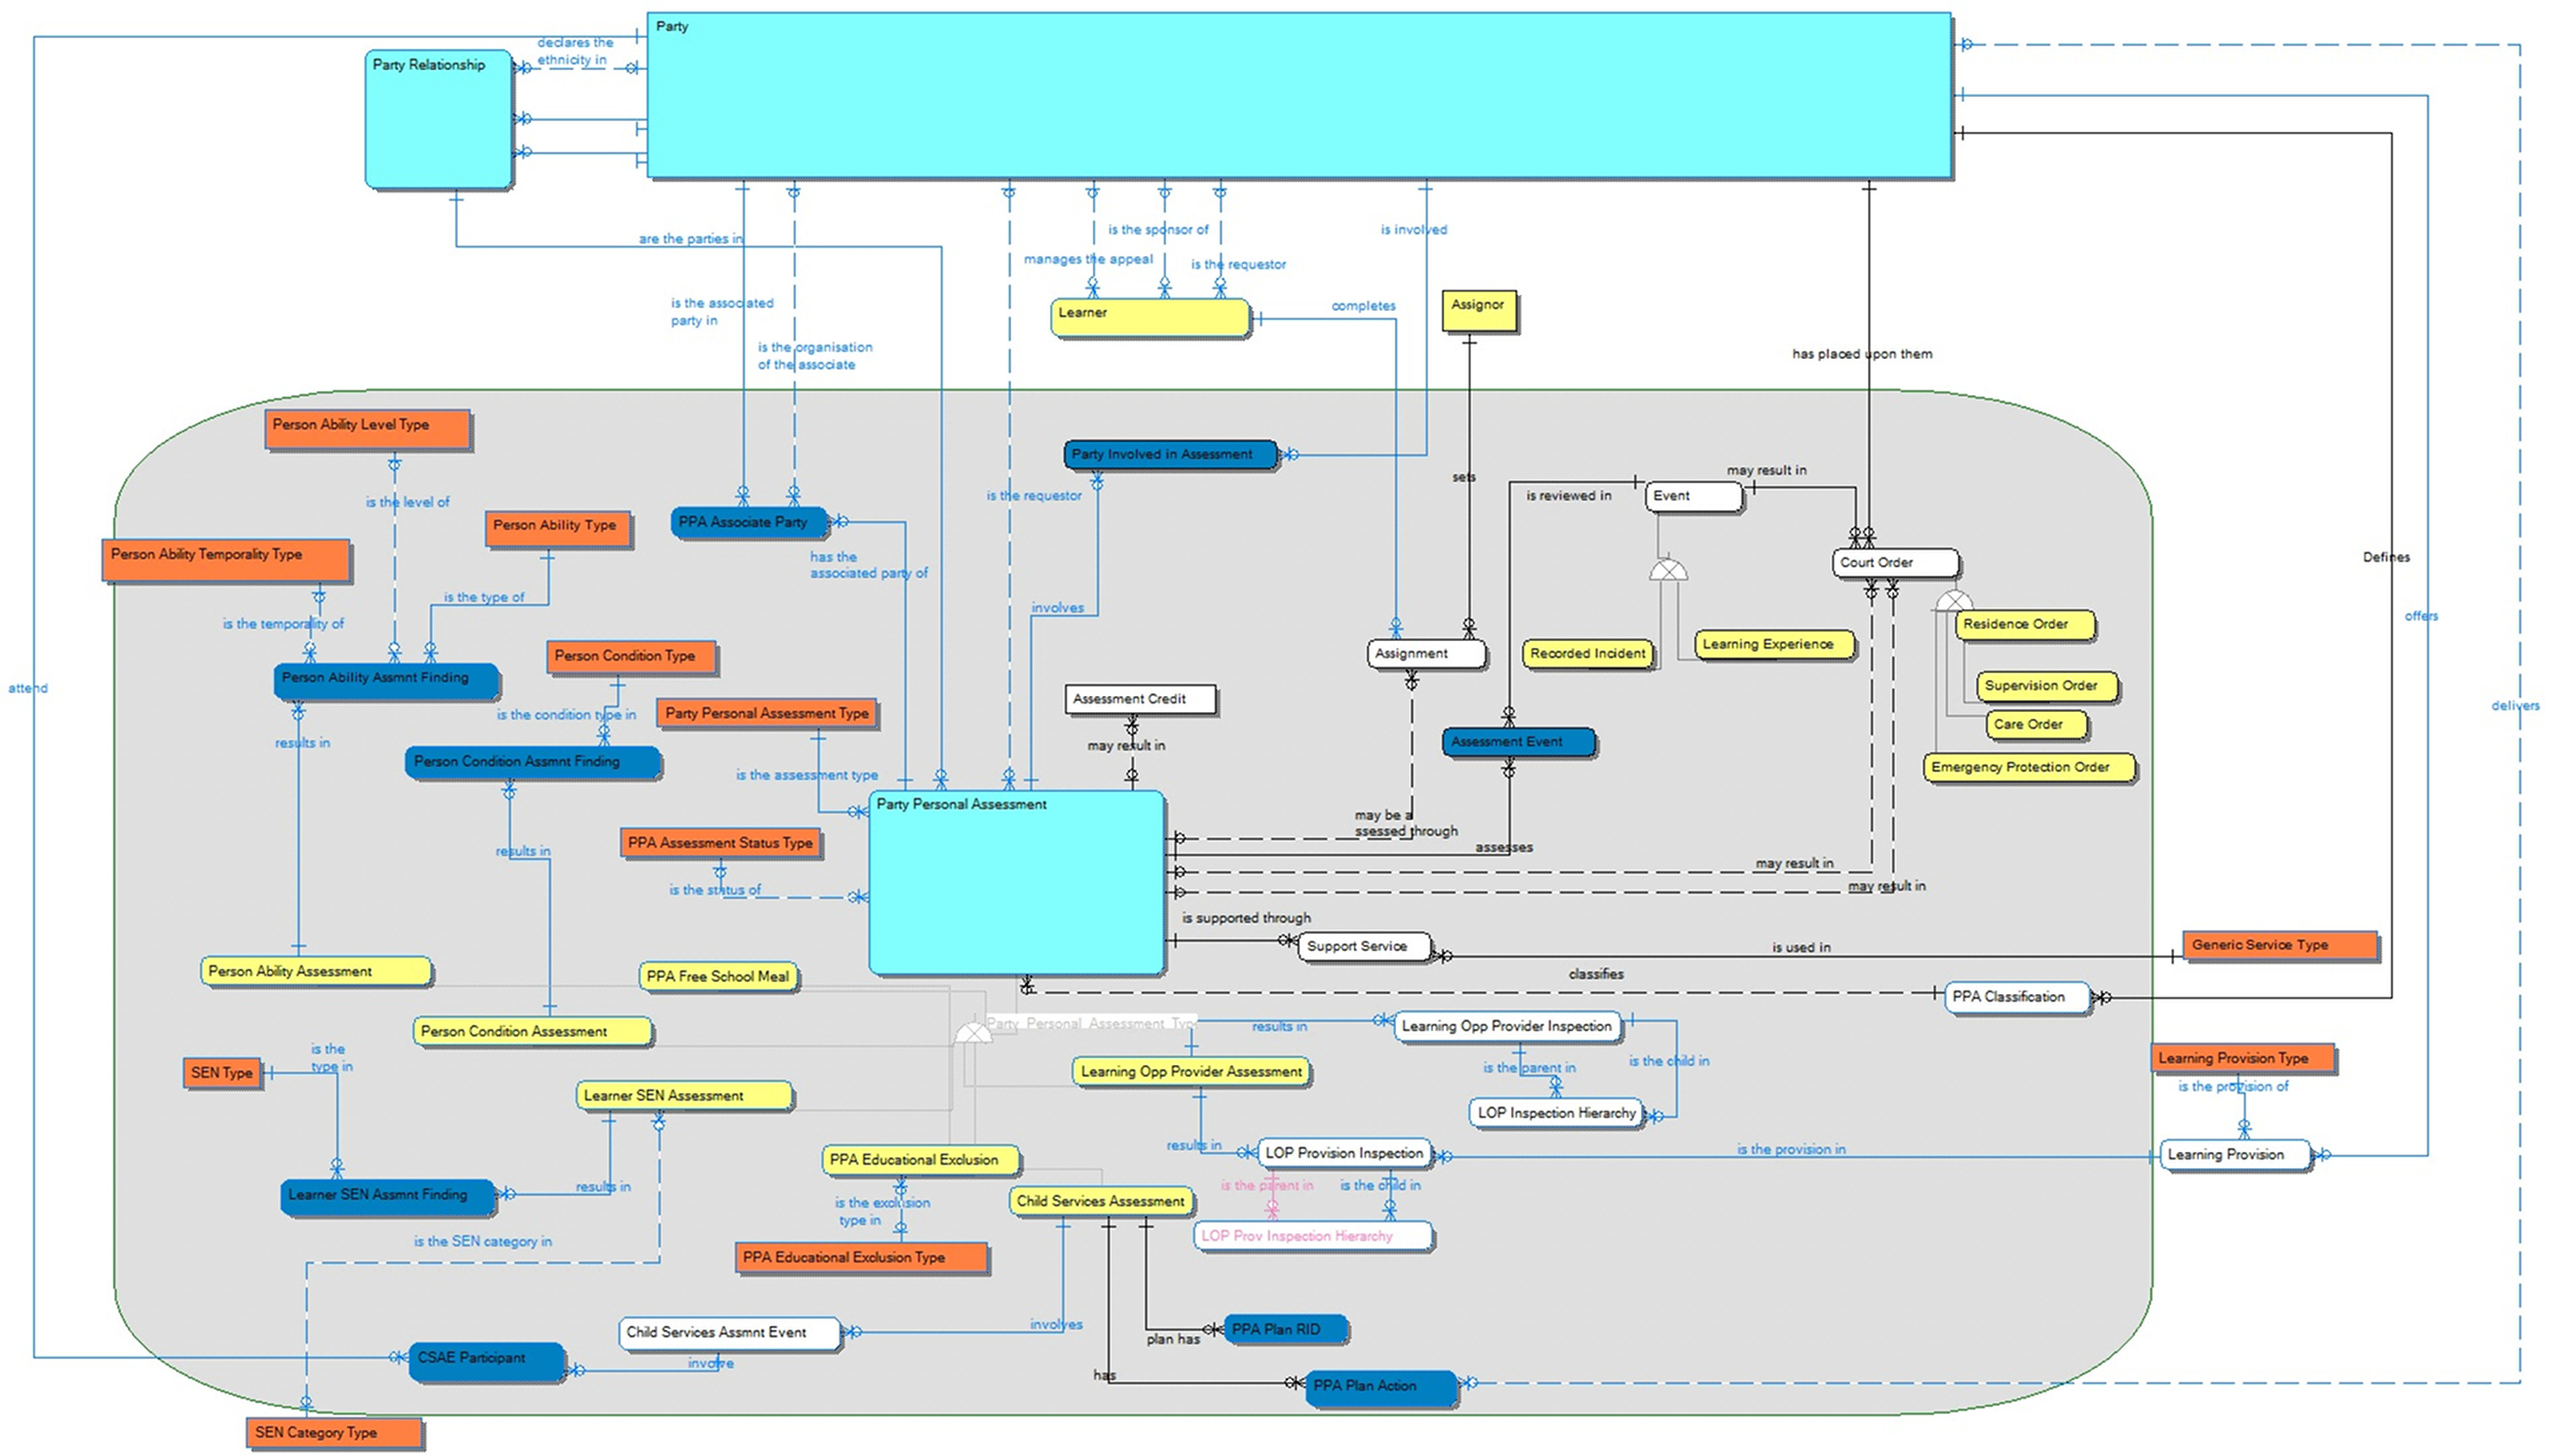 Party
declares the
ethnicity in
Party Relationship
are the parties in
is the sponsor of
is involved
manages the appeal
is the requestor
is the associated
party in
Learner
completes
Assignor
is the organisation
of the associate
has placed upon them
Person Ability Level Type
Party Involved in Assessment
is the level of
is the requestor
sets
may result in
is reviewed in
Event
Person Ability Type
PPA Associate Party
Person Ability Temporality Type
has the
associated party of
Court Order
Defines
is the type of
involves
is the temporality of
Residence Order
offers
Person Condition Type
Assignment
Recorded Incident
Learning Experience
Person Ability Assmnt Finding
Supervision Order
attend
Assessment Credit
delivers
is the condition type in
Party Personal Assessment Type
Care Order
results in
may result in
Assessment Event
Person Condition Assmnt Finding
is the assessment type
Emergency Protection Order
Party Personal Assessment
may be a
ssessed through
PPA Assessment Status Type
assesses
results in
may result in
is the status of
may result in
is supported through
Support Service
is used in
Generic Service Type
Person Ability Assessment
PPA Free School Meal
classifies
PPA Classification
Person Condition Assessment
Party_Personal_Assessment_Typ
results in
Learning Opp Provider Inspection
is the
type in
is the parent in
is the child in
Learning Provision Type
SEN Type
Learning Opp Provider Assessment
is the provision of
Learner SEN Assessment
LOP Inspection Hierarchy
results in
LOP Provision Inspection
is the provision in
Learning Provision
PPA Educational Exclusion
Learner SEN Assmnt Finding
results in
is the parent in
is the child in
Child Services Assessment
is the exclusion
type in
LOP Prov Inspection Hierarchy
is the SEN category in
PPA Educational Exclusion Type
Child Services Assmnt Event
involves
PPA Plan RID
plan has
CSAE Participant
involve
has
PPA Plan Action
SEN Category Type